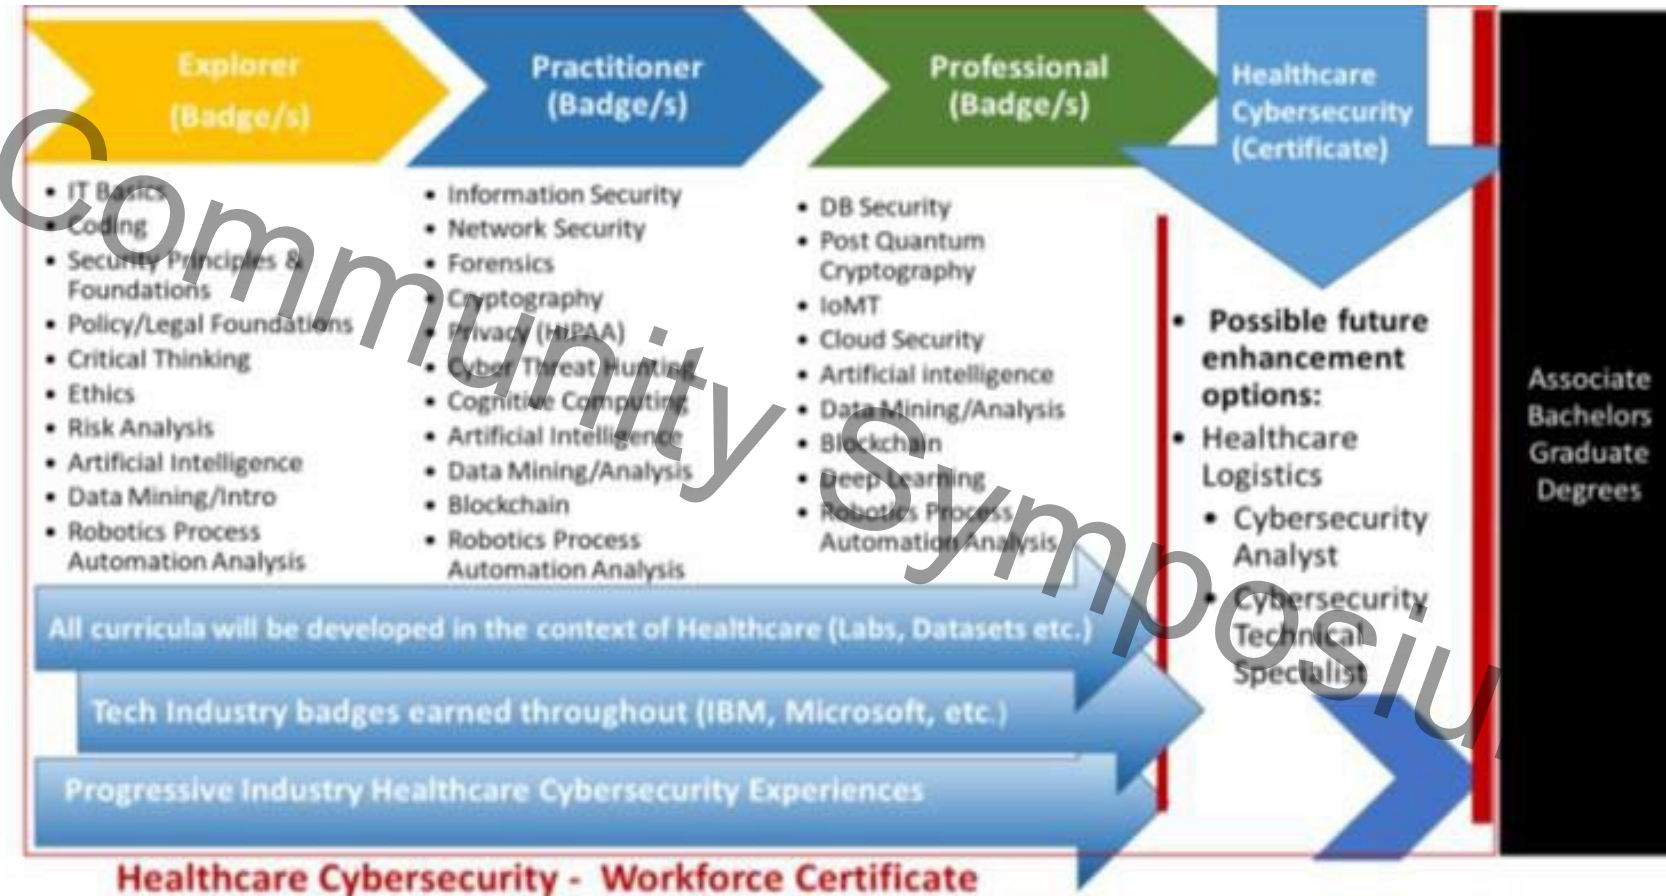 Explorer
(Badge/s)
• IT Basics
• Coding
• Security Principles &
Foundations
• Policy/Legal Foundations
• Critical Thinking
• Ethics
• Risk Analysis
• Artificial Intelligence
• Data Mining/Intro
• Robotics Process
Automation Analysis
Practitioner
(Badge/s)
• Information Security
• Network Security
• Forensics
• Cryptography
• Privacy (HiPAA)
• Cyber Threat Hunting
• Cognitive Computing
• Artificial Intelligence
• Data Mining/Analysis
• Blockchain
• Robotics Process
Automation Analysis
Professional
(Badge/s)
• DB Security
• Post Quantum
Cryptography
• IoMT
• Cloud Security
• Artificial intelligence
• Data Mining/Analysis
• Blockchain
• Deep Learning
• Robotics Process
Automation Analysis
Healthcare
Cybersecurity
(Certificate)
• Possible future
enhancement
options:
• Healthcare
Logistics
• Cybersecurity
Analyst
• Cybersecurity
Technical
Specialist
Associate
Bachelors
Graduate
Degrees
All curricula will be developed in the context of Healthcare (Labs, Datasets etc.)
Tech Industry badges earned throughout (IBM, Microsoft, etc.)
Progressive Industry Healthcare Cybersecurity Experiences
Healthcare Cybersecurity - Workforce Certificate
Community